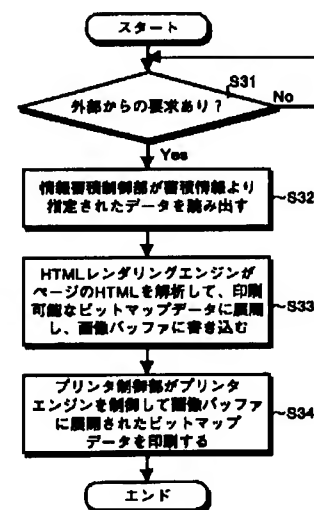 スタート
S31
外部からの要求あり?
No
Yes
情報蓄積制御部が蓄積情報より
指定されたデータを読み出す
S32
HTMLレンダリングエンジンが
ページのHTMLを解析して、印刷
可能なビットマップデータに展開
し、画像バッファに書き込む
S33
プリンタ制御部がプリンタ
エンジンを制御して画像バッファ
に展開されたビットマップ
データを印刷する
S34
エンド